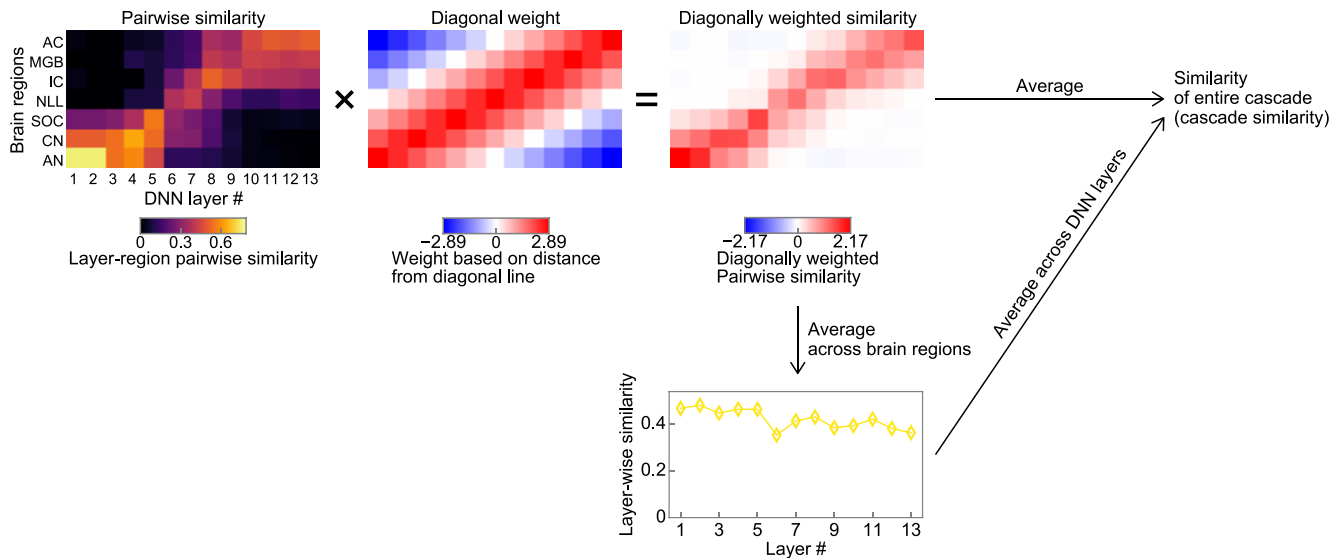 Pairwise similarity
Diagonal weight
Diagonally weighted similarity
Brain regions
AC
MGB
IC
NLL
SOC
CN
AN
1 2 3 4 5 6 7 8 9 10 11 12 13
DNN layer #
×
=
Average
Similarity
of entire cascade
(cascade similarity)
0 0.3 0.6
Layer-region pairwise similarity
−2.89 0 2.89
Weight based on distance
from diagonal line
−2.17 0 2.17
Diagonally weighted
Pairwise similarity
Average
across brain regions
Average across DNN layers
Layer-wise similarity
0.4
0.2
0
1 3 5 7 9 11 13
Layer #